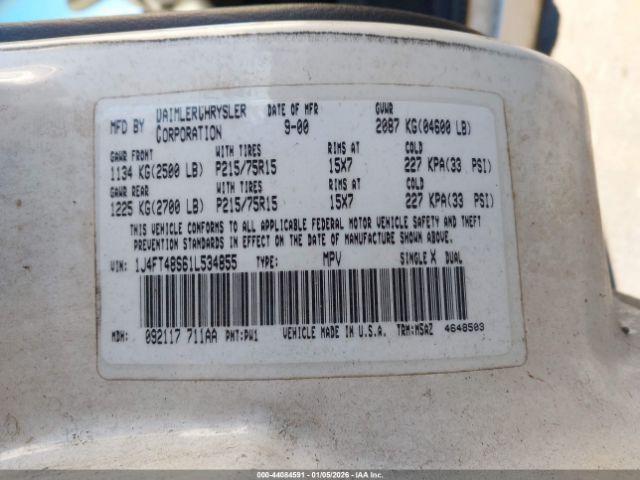 MFD BY DAIMLERCHRYSLER CORPORATION DATE OF MFR 9-00 GVWR 2087 KG(04600 LB)
GAWR FRONT WITH TIRES RIMS AT COLD
1134 KG(2500 LB) P215/75R15 15X7 227 KPA(33 PSI)
GAWR REAR WITH TIRES RIMS AT COLD
1225 KG(2700 LB) P215/75R15 15X7 227 KPA(33 PSI)
THIS VEHICLE CONFORMS TO ALL APPLICABLE FEDERAL MOTOR VEHICLE SAFETY AND THEFT
PREVENTION STANDARDS IN EFFECT ON THE DATE OF MANUFACTURE SHOWN ABOVE.
VIN: 1J4FT48S61L534855 TYPE: MPV SINGLE X DUAL
MDH: 092117 711AA PNT:PW1 VEHICLE MADE IN U.S.A. TRM:MSAZ 4648503
000-44084591 - 01/05/2026 - IAAI, Inc.